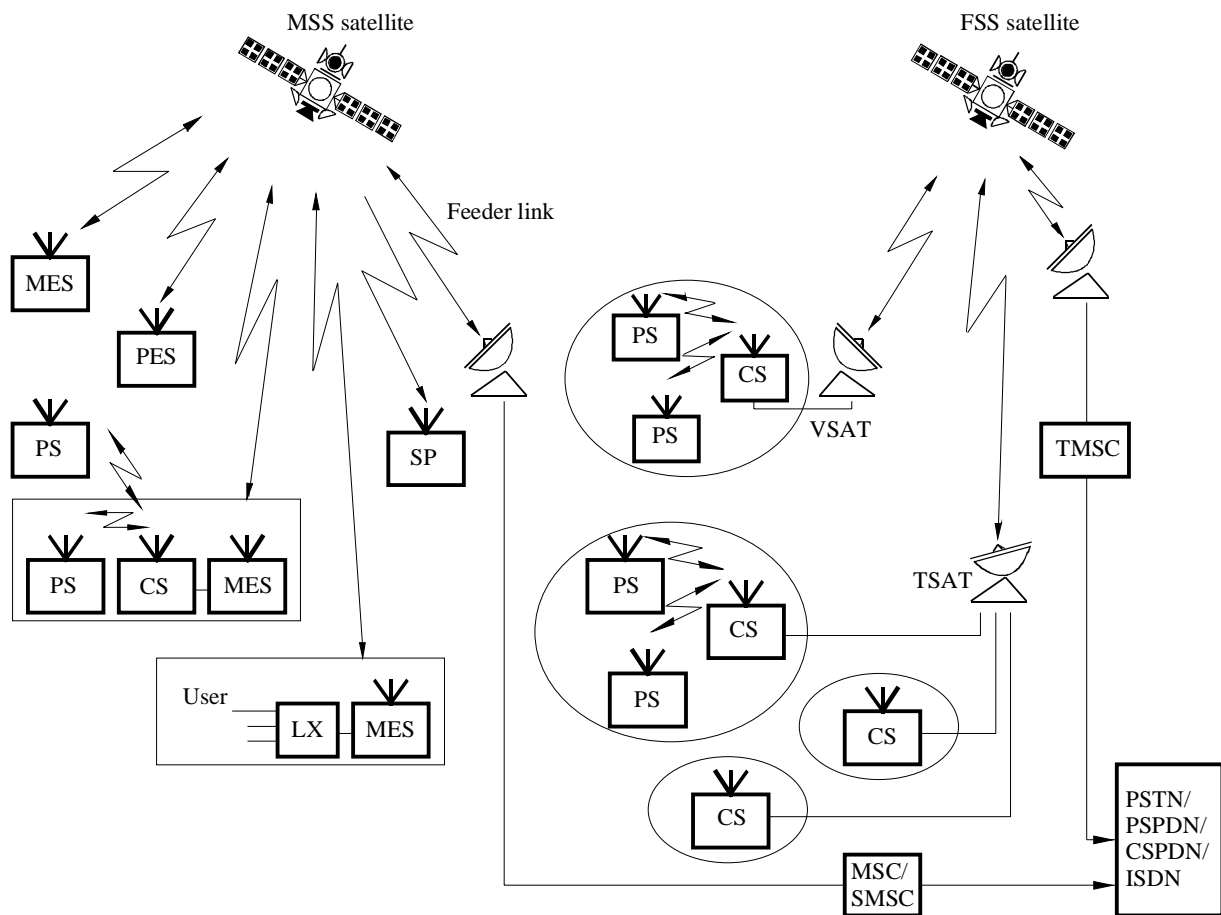 MSS satellite
FSS satellite
Feeder link
MES
PES
PS
CS
VSAT
PS
PS
SP
TMSC
PS
CS
MES
PS
CS
TSAT
PS
User
LX
MES
CS
CS
PSTN/
PSPDN/
CSPDN/
ISDN
MSC/
SMSC